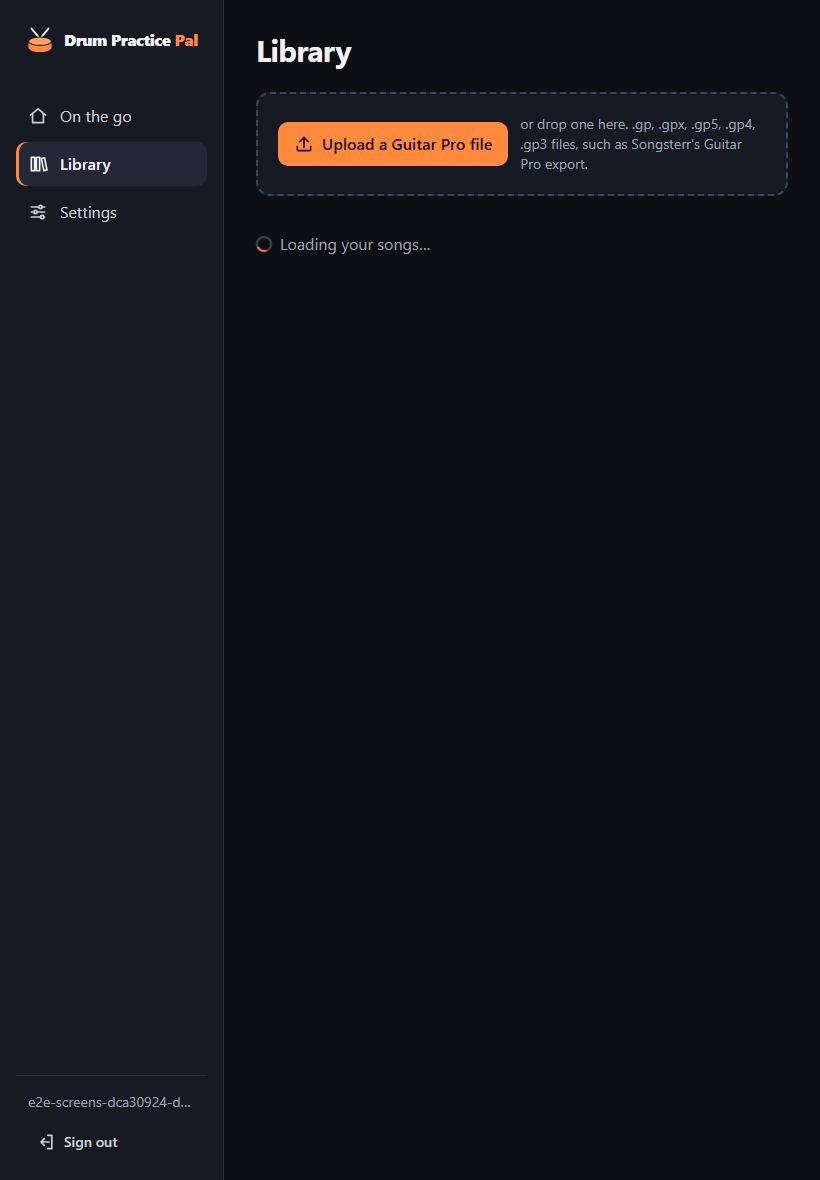 Drum Practice Pal
On the go
Library
Settings
e2e-screens-dca30924-d...
Sign out
Library
Upload a Guitar Pro file
or drop one here. .gp, .gpx, .gp5, .gp4,
.gp3 files, such as Songsterr's Guitar
Pro export.
Loading your songs...